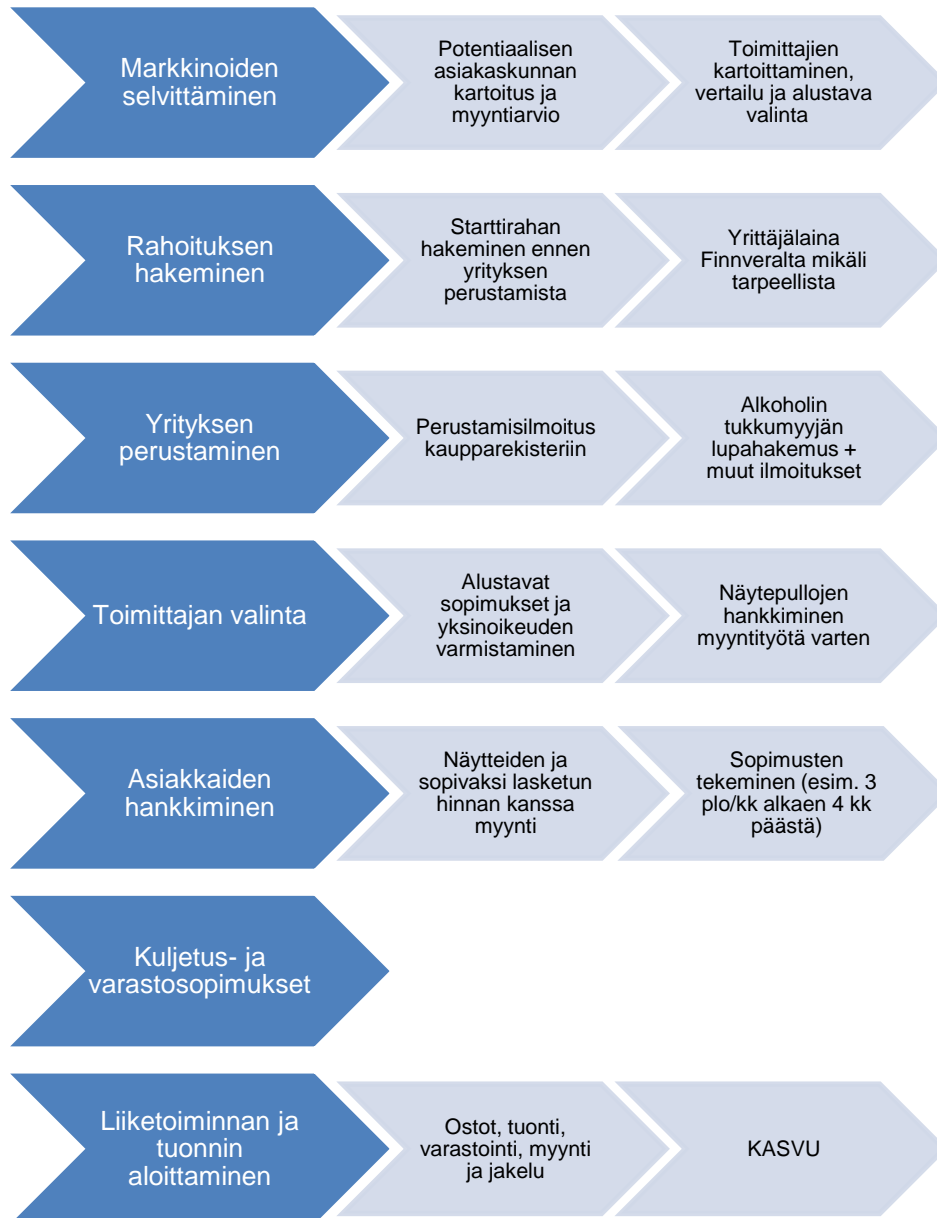 Markkinoiden
selvittäminen
Potentiaalisen
asiakaskunnan
kartoitus ja
myyntiarvio
Toimittajien
kartoittaminen,
vertailu ja alustava
valinta
Rahoituksen
hakeminen
Starttirahan
hakeminen ennen
yrityksen
perustamista
Yrittäjälaina
Finnveralta mikäli
tarpeellista
Yrityksen
perustaminen
Perustamisilmoitus
kaupparekisteriin
Alkoholin
tukkumyyjän
lupahakemus +
muut ilmoitukset
Toimittajan valinta
Alustavat
sopimukset ja
yksinoikeuden
varmistaminen
Näytepullojen
hankkiminen
myyntityötä varten
Asiakkaiden
hankkiminen
Näytteiden ja
sopivaksi lasketun
hinnan kanssa
myynti
Sopimusten
tekeminen (esim. 3
plo/kk alkaen 4 kk
päästä)
Kuljetus- ja
varastosopimukset
Liiketoiminnan ja
tuonnin
aloittaminen
Ostot, tuonti,
varastointi, myynti
ja jakelu
KASVU